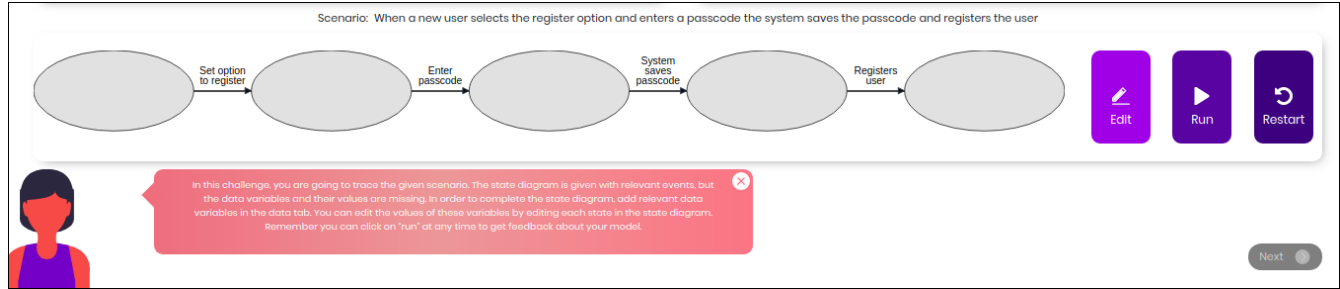 Scenario: When a new user selects the register option and enters a passcode the system saves the passcode and registers the user
Set option
to register
Enter
passcode
System
saves
passcode
Registers
user
Edit
Run
Restart
In this challenge, you are going to trace the given scenario. The state diagram is given with relevant events, but
the data variables and their values are missing. In order to complete the state diagram, add relevant data
variables in the data tab. You can edit the values of these variables by editing each state in the state diagram.
Remember you can click on "run" at any time to get feedback about your model.
Next